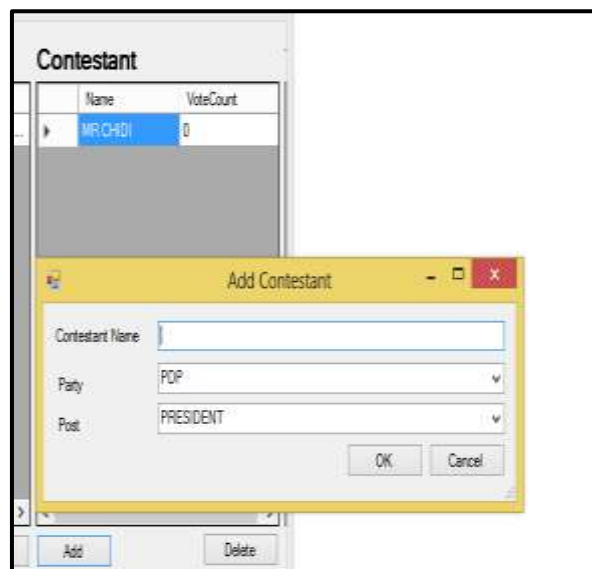 Contestant
Name VoteCount
MR CHIDI 0
Add Contestant
Contestant Name
Party PDP
Post PRESIDENT
OK Cancel
Add Delete